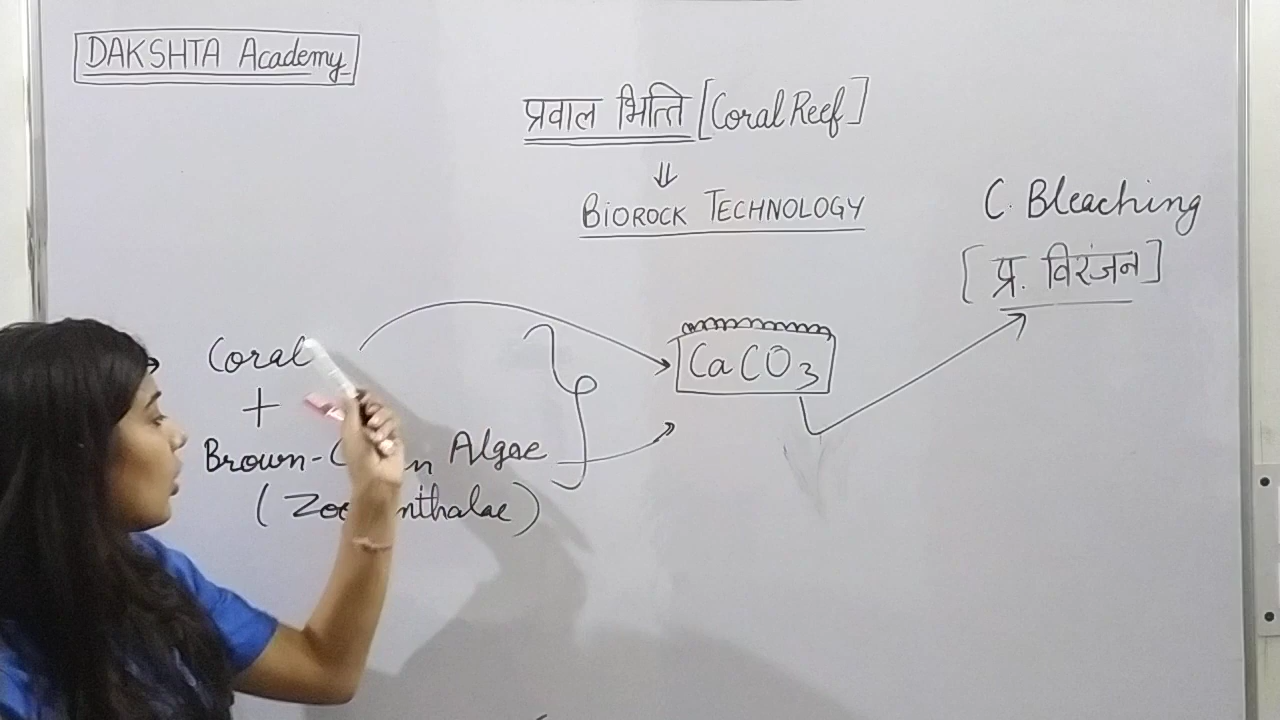 DAKSHTA Academy
प्रवाल भित्ति [Coral Reef]
⇓
BIOROCK TECHNOLOGY
C. Bleaching
[प्र. विरंजन]
Coral
+
CaCO3
Algae